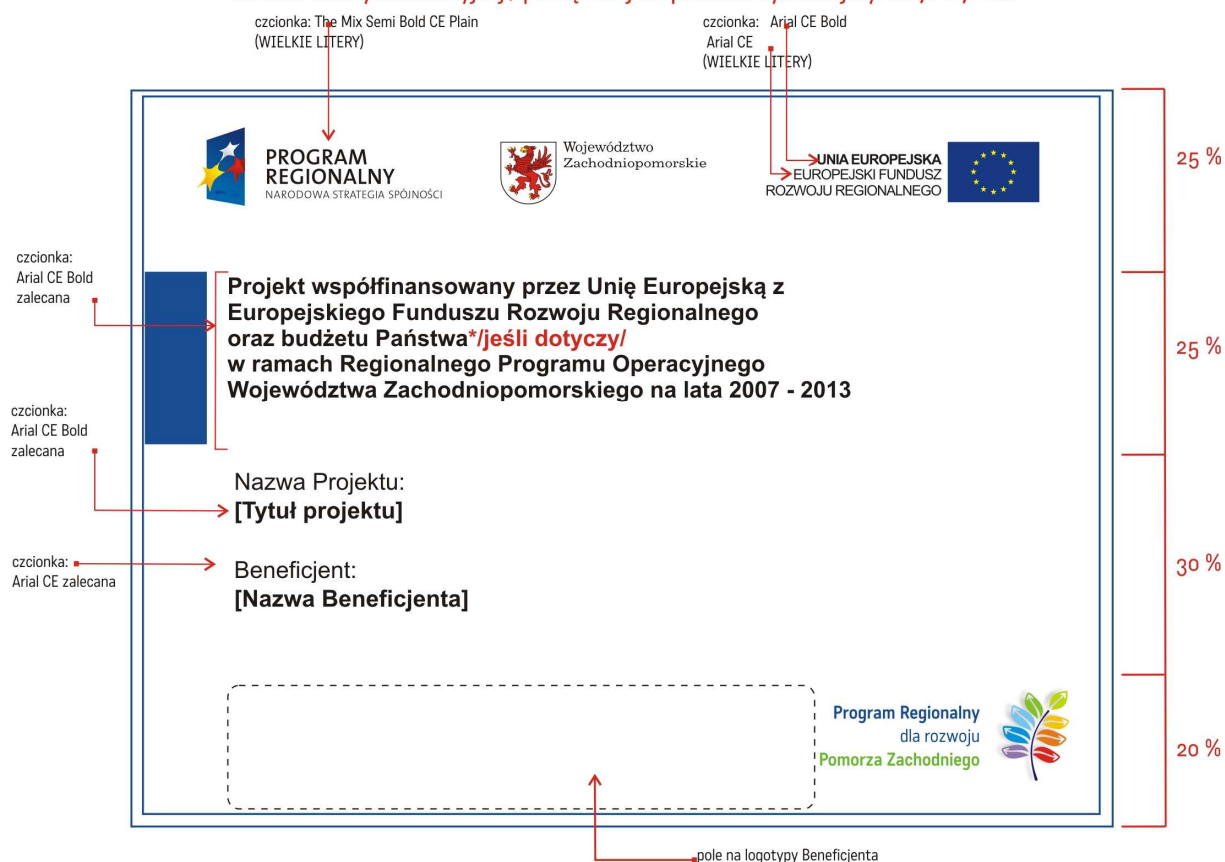 czcionka: The Mix Semi Bold CE Plain
(WIELKIE LITERY)
czcionka: Arial CE Bold
Arial CE
(WIELKIE LITERY)
PROGRAM
REGIONALNY
NARODOWA STRATEGIA SPÓJNOŚCI
Województwo
Zachodniopomorskie
UNIA EUROPEJSKA
EUROPEJSKI FUNDUSZ
ROZWOJU REGIONALNEGO
25 %
czcionka:
Arial CE Bold
zalecana
Projekt współfinansowany przez Unię Europejską z
Europejskiego Funduszu Rozwoju Regionalnego
oraz budżetu Państwa*/jeśli dotyczy/
w ramach Regionalnego Programu Operacyjnego
Województwa Zachodniopomorskiego na lata 2007 - 2013
25 %
czcionka:
Arial CE Bold
zalecana
Nazwa Projektu:
[Tytuł projektu]
czcionka:
Arial CE zalecana
Beneficjent:
[Nazwa Beneficjenta]
30 %
Program Regionalny
dla rozwoju
Pomorza Zachodniego
20 %
pole na logotypy Beneficjenta